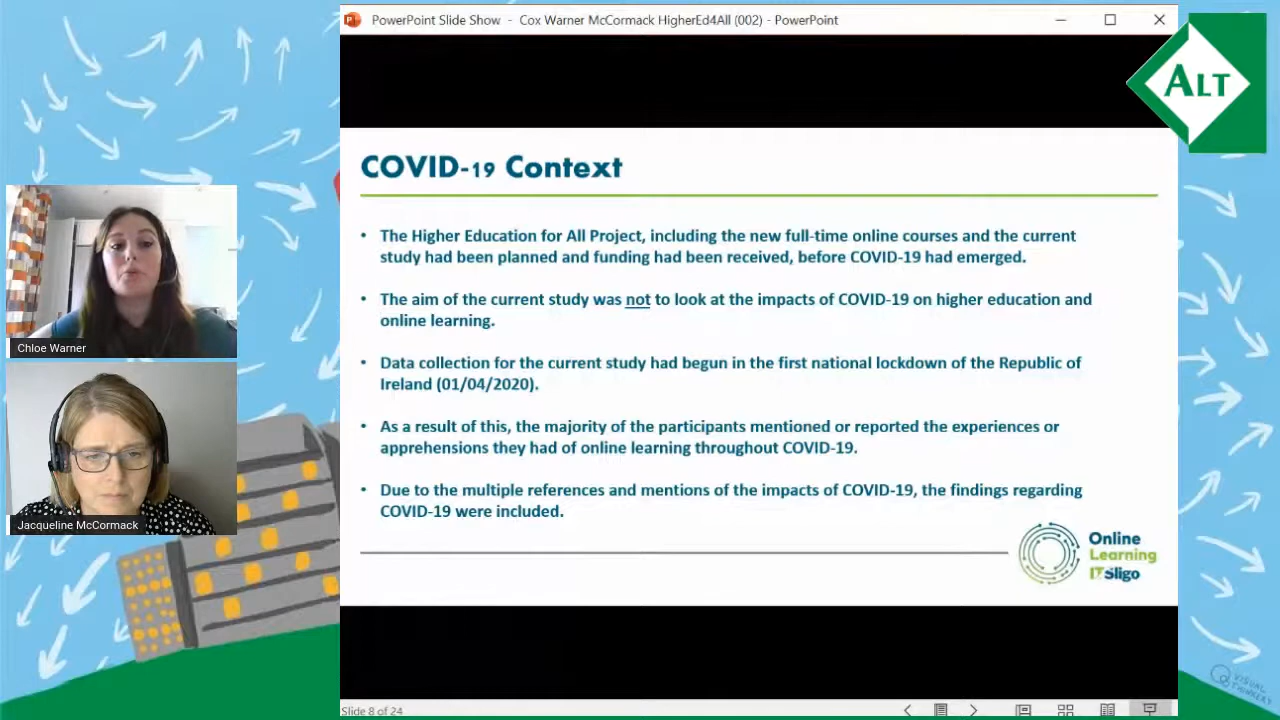 PowerPoint Slide Show - Cox Warner McCormack HigherEd4All (002) - PowerPoint
ALT
COVID-19 Context
• The Higher Education for All Project, including the new full-time online courses and the current
study had been planned and funding had been received, before COVID-19 had emerged.
• The aim of the current study was not to look at the impacts of COVID-19 on higher education and
online learning.
• Data collection for the current study had begun in the first national lockdown of the Republic of
Ireland (01/04/2020).
• As a result of this, the majority of the participants mentioned or reported the experiences or
apprehensions they had of online learning throughout COVID-19.
• Due to the multiple references and mentions of the impacts of COVID-19, the findings regarding
COVID-19 were included.
Online
Learning
IT Sligo
Chloe Warner
Jacqueline McCormack
Slide 8 of 24
VISUAL
THINKERY